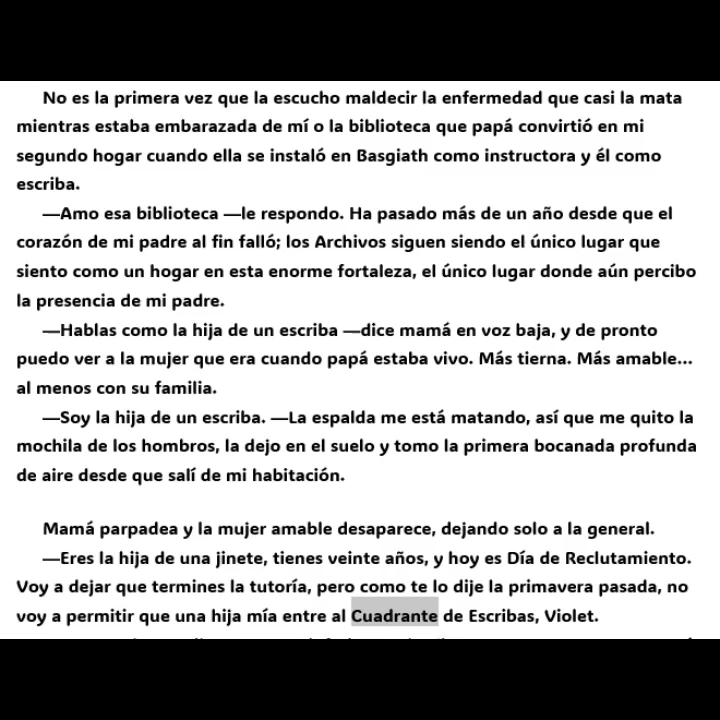 No es la primera vez que la escucho maldecir la enfermedad que casi la mata
mientras estaba embarazada de mí o la biblioteca que papá convirtió en mi
segundo hogar cuando ella se instaló en Basgiath como instructora y él como
escriba.
—Amo esa biblioteca —le respondo. Ha pasado más de un año desde que el
corazón de mi padre al fin falló; los Archivos siguen siendo el único lugar que
siento como un hogar en esta enorme fortaleza, el único lugar donde aún percibo
la presencia de mi padre.
—Hablas como la hija de un escriba —dice mamá en voz baja, y de pronto
puedo ver a la mujer que era cuando papá estaba vivo. Más tierna. Más amable...
al menos con su familia.
—Soy la hija de un escriba. —La espalda me está matando, así que me quito la
mochila de los hombros, la dejo en el suelo y tomo la primera bocanada profunda
de aire desde que salí de mi habitación.
Mamá parpadea y la mujer amable desaparece, dejando solo a la general.
—Eres la hija de una jinete, tienes veinte años, y hoy es Día de Reclutamiento.
Voy a dejar que termines la tutoría, pero como te lo dije la primavera pasada, no
voy a permitir que una hija mía entre al Cuadrante de Escribas, Violet.